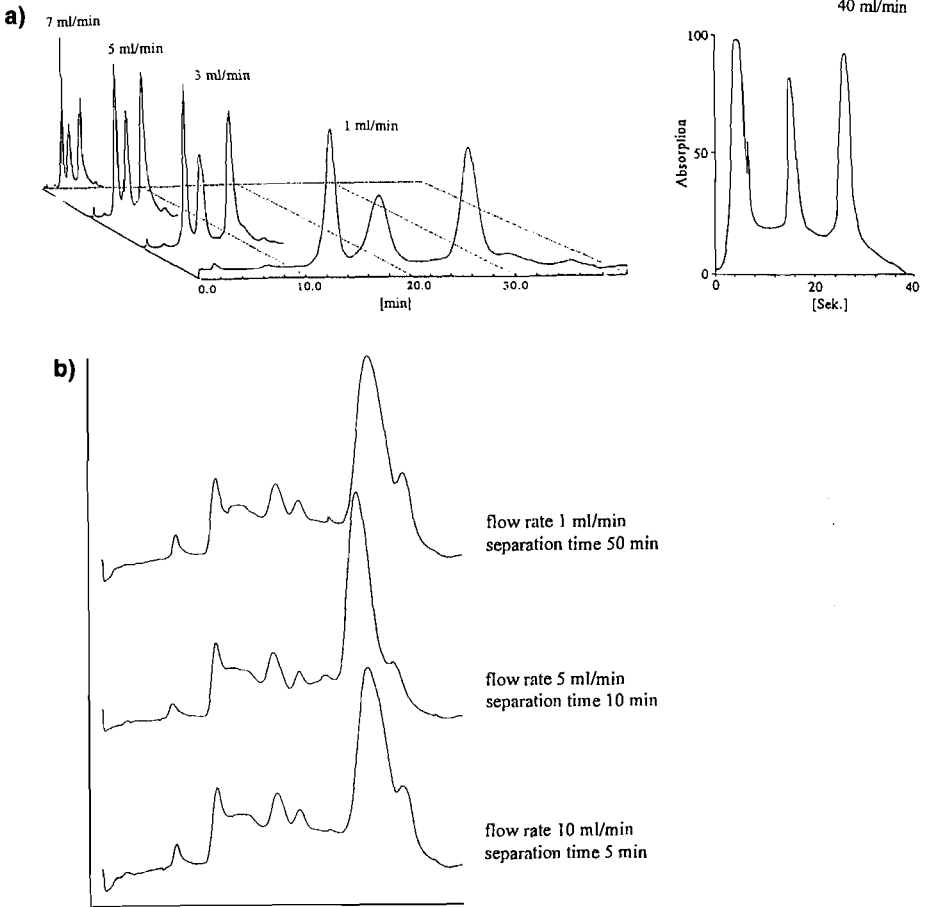 a)
7 ml/min
5 ml/min
3 ml/min
1 ml/min
0.0 10.0 20.0 30.0
[min]
40 ml/min
100
50
0
Absorption
0 20 40
[Sek.]
b)
flow rate 1 ml/min
separation time 50 min
flow rate 5 ml/min
separation time 10 min
flow rate 10 ml/min
separation time 5 min